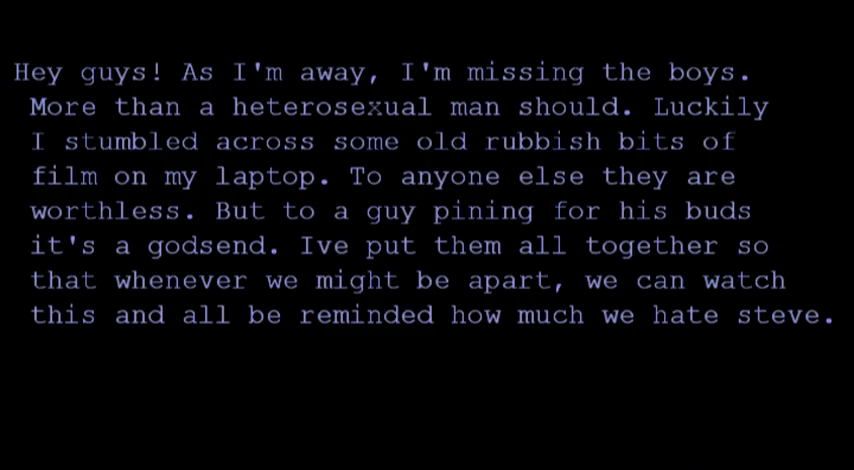 Hey guys! As I'm away, I'm missing the boys.
More than a heterosexual man should. Luckily
I stumbled across some old rubbish bits of
film on my laptop. To anyone else they are
worthless. But to a guy pining for his buds
it's a godsend. Ive put them all together so
that whenever we might be apart, we can watch
this and all be reminded how much we hate steve.